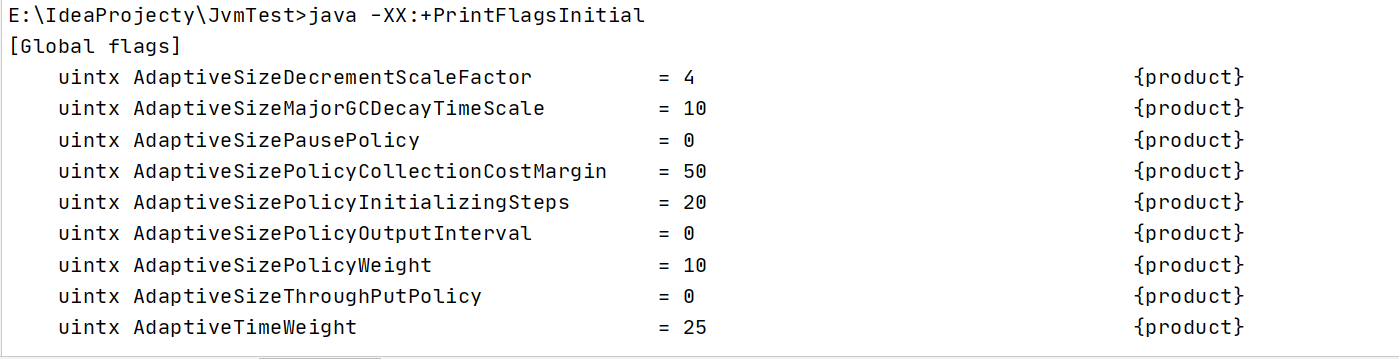 E:\IdeaProjecty\JvmTest>java -XX:+PrintFlagsInitial
[Global flags]
    uintx AdaptiveSizeDecrementScaleFactor          = 4                                   {product}
    uintx AdaptiveSizeMajorGCDecayTimeScale         = 10                                  {product}
    uintx AdaptiveSizePausePolicy                   = 0                                   {product}
    uintx AdaptiveSizePolicyCollectionCostMargin    = 50                                  {product}
    uintx AdaptiveSizePolicyInitializingSteps       = 20                                  {product}
    uintx AdaptiveSizePolicyOutputInterval          = 0                                   {product}
    uintx AdaptiveSizePolicyWeight                  = 10                                  {product}
    uintx AdaptiveSizeThroughPutPolicy              = 0                                   {product}
    uintx AdaptiveTimeWeight                        = 25                                  {product}